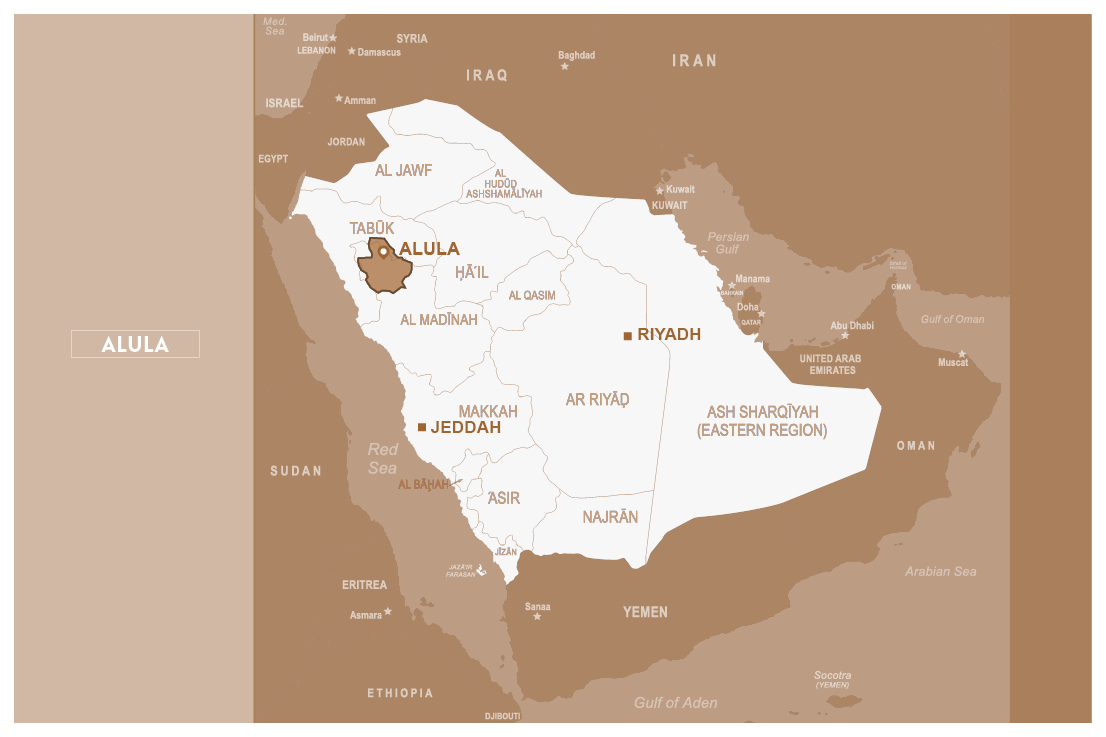 Med.
Sea
Beirut
LEBANON
SYRIA
Damascus
IRAQ
Baghdad
IRAN
ISRAEL
Amman
JORDAN
EGYPT
AL JAWF
AL
HUDŪD
ASHSHAMĀLĪYAH
Kuwait
KUWAIT
TABŪK
ALULA
ḤĀ'IL
Persian
Gulf
AL QASIM
Manama
BAHRAIN
Doha
QATAR
OMAN
Abu Dhabi
Gulf of Oman
Muscat
UNITED ARAB
EMIRATES
AL MADĪNAH
RIYADH
ALULA
MAKKAH
JEDDAH
AR RIYĀḌ
ASH SHARQĪYAH
(EASTERN REGION)
OMAN
Red
Sea
SUDAN
AL BĀḤAH
ʽASIR
NAJRĀN
JĪZĀN
JAZĀ'IR
FARASAN
ERITREA
Asmara
Sanaa
YEMEN
Arabian Sea
ETHIOPIA
DJIBOUTI
Gulf of Aden
Socotra
(YEMEN)